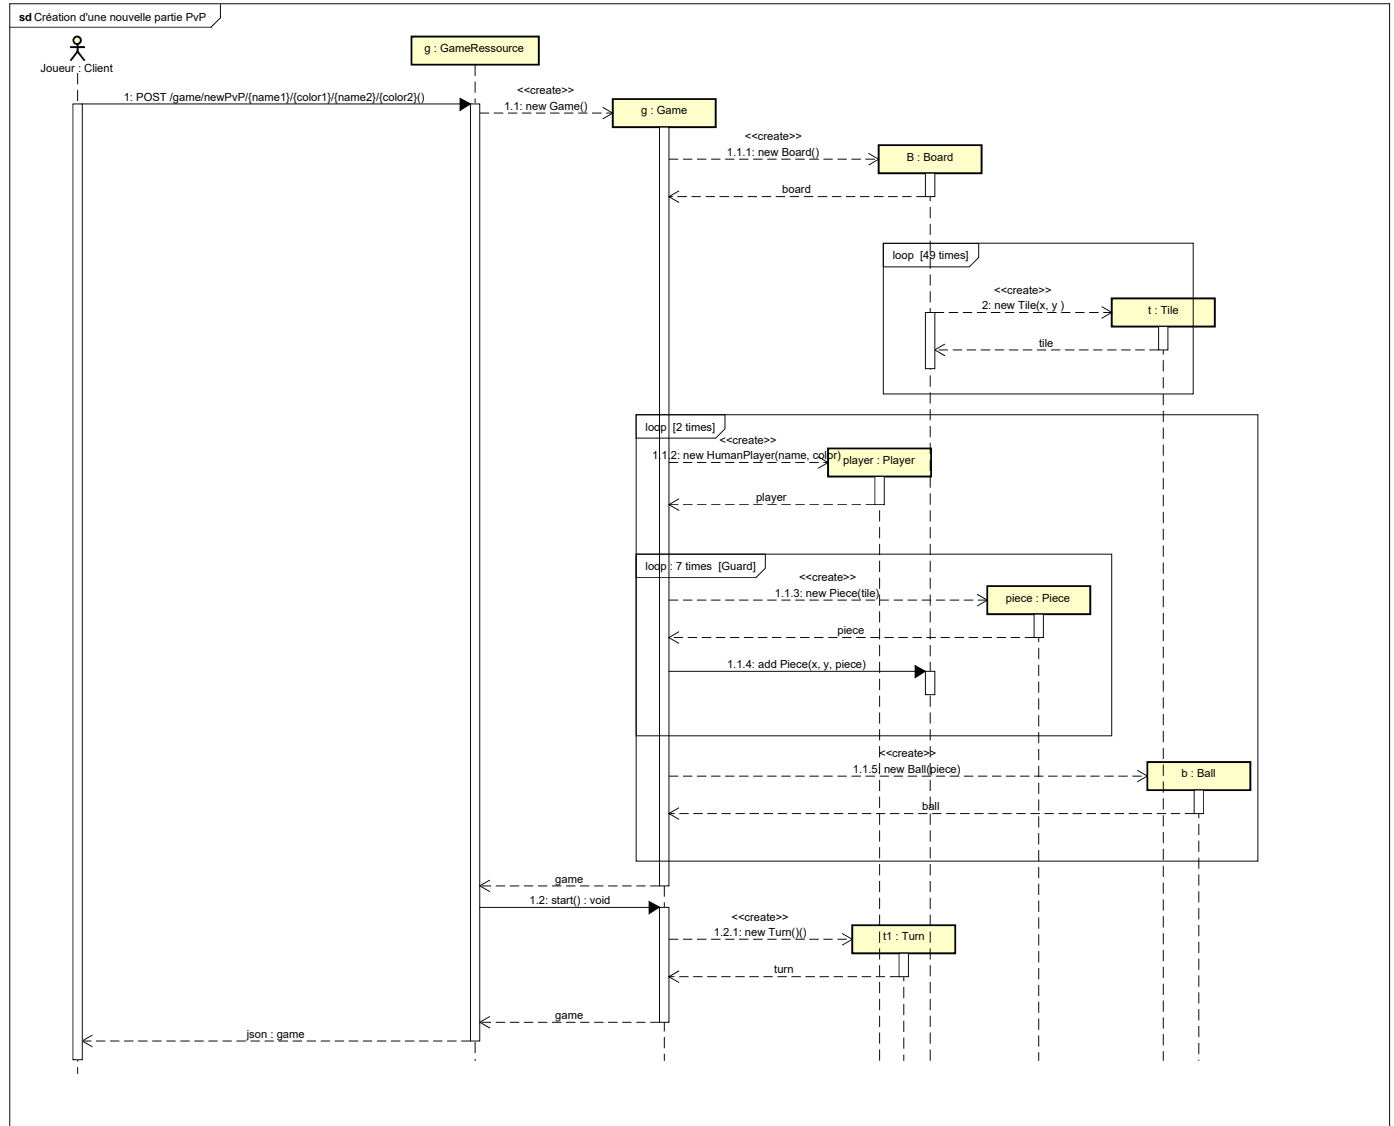 sd Création d'une nouvelle partie PvP
Joueur : Client
g : GameRessource
1: POST /game/newPvP/{name1}/{color1}/{name2}/{color2}()
<<create>>
1.1: new Game()
g : Game
<<create>>
1.1.1: new Board()
B : Board
board
loop [49 times]
<<create>>
2: new Tile(x, y )
t : Tile
tile
loop [2 times]
<<create>>
1.1.2: new HumanPlayer(name, color)
player : Player
player
loop : 7 times [Guard]
<<create>>
1.1.3: new Piece(tile)
piece : Piece
piece
1.1.4: add Piece(x, y, piece)
<<create>>
1.1.5: new Ball(piece)
b : Ball
ball
game
1.2: start() : void
<<create>>
1.2.1: new Turn()()
t1 : Turn
turn
game
json : game